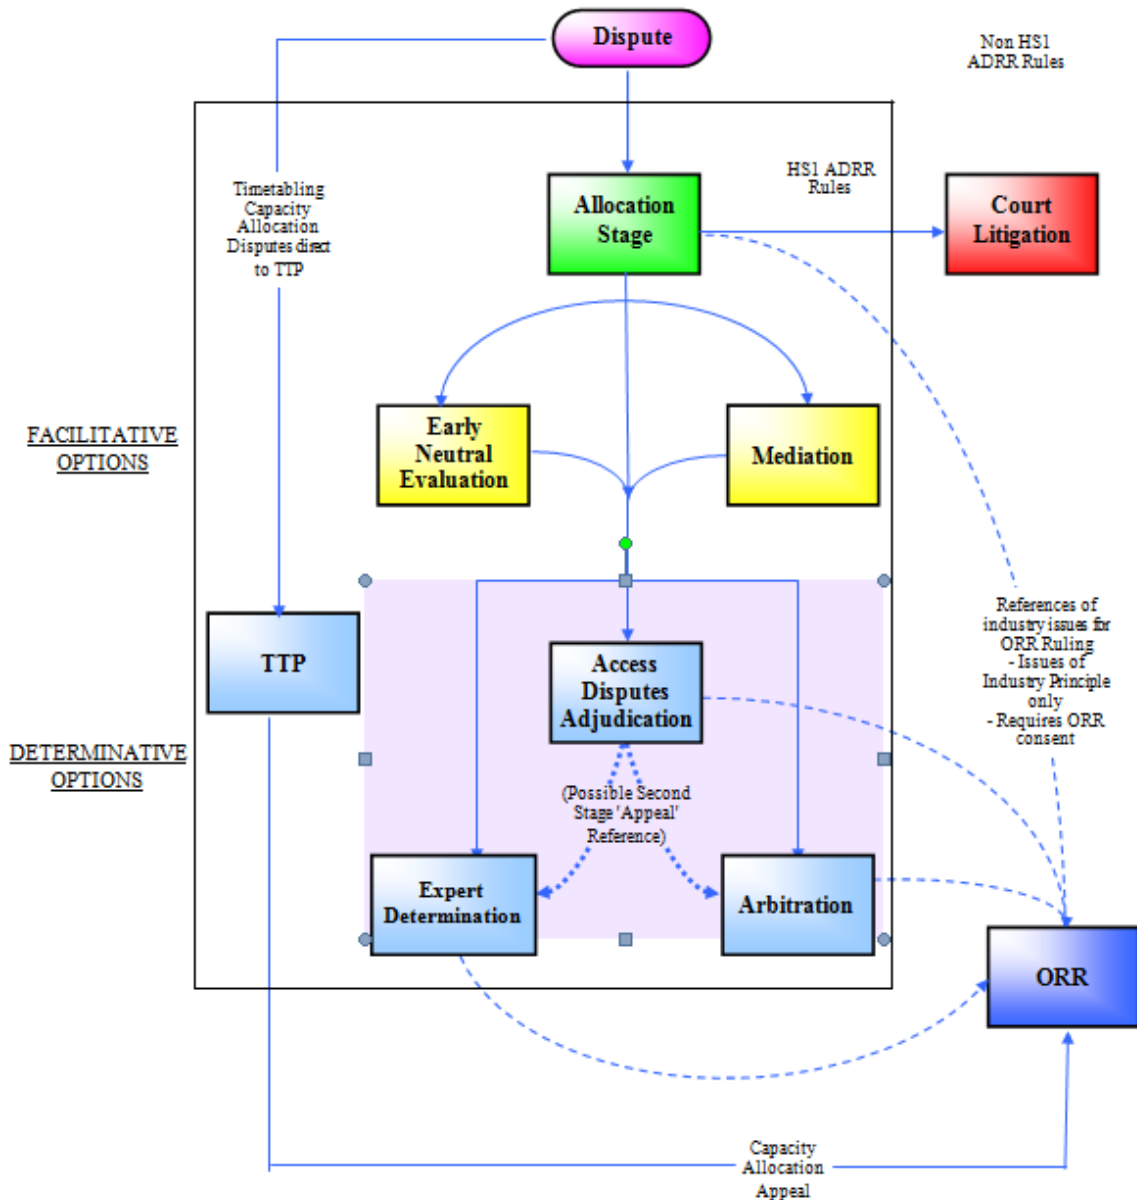 Dispute
Non HS1
ADRR Rules
HS1 ADRR
Rules
Timetabling
Capacity
Allocation
Disputes direct
to TTP
Allocation
Stage
Court
Litigation
FACILITATIVE
OPTIONS
Early
Neutral
Evaluation
Mediation
References of
industry issues for
ORR Ruling
- Issues of
Industry Principle
only
- Requires ORR
consent
TTP
Access
Disputes
Adjudication
DETERMINATIVE
OPTIONS
(Possible Second
Stage 'Appeal'
Reference)
Expert
Determination
Arbitration
ORR
Capacity
Allocation
Appeal